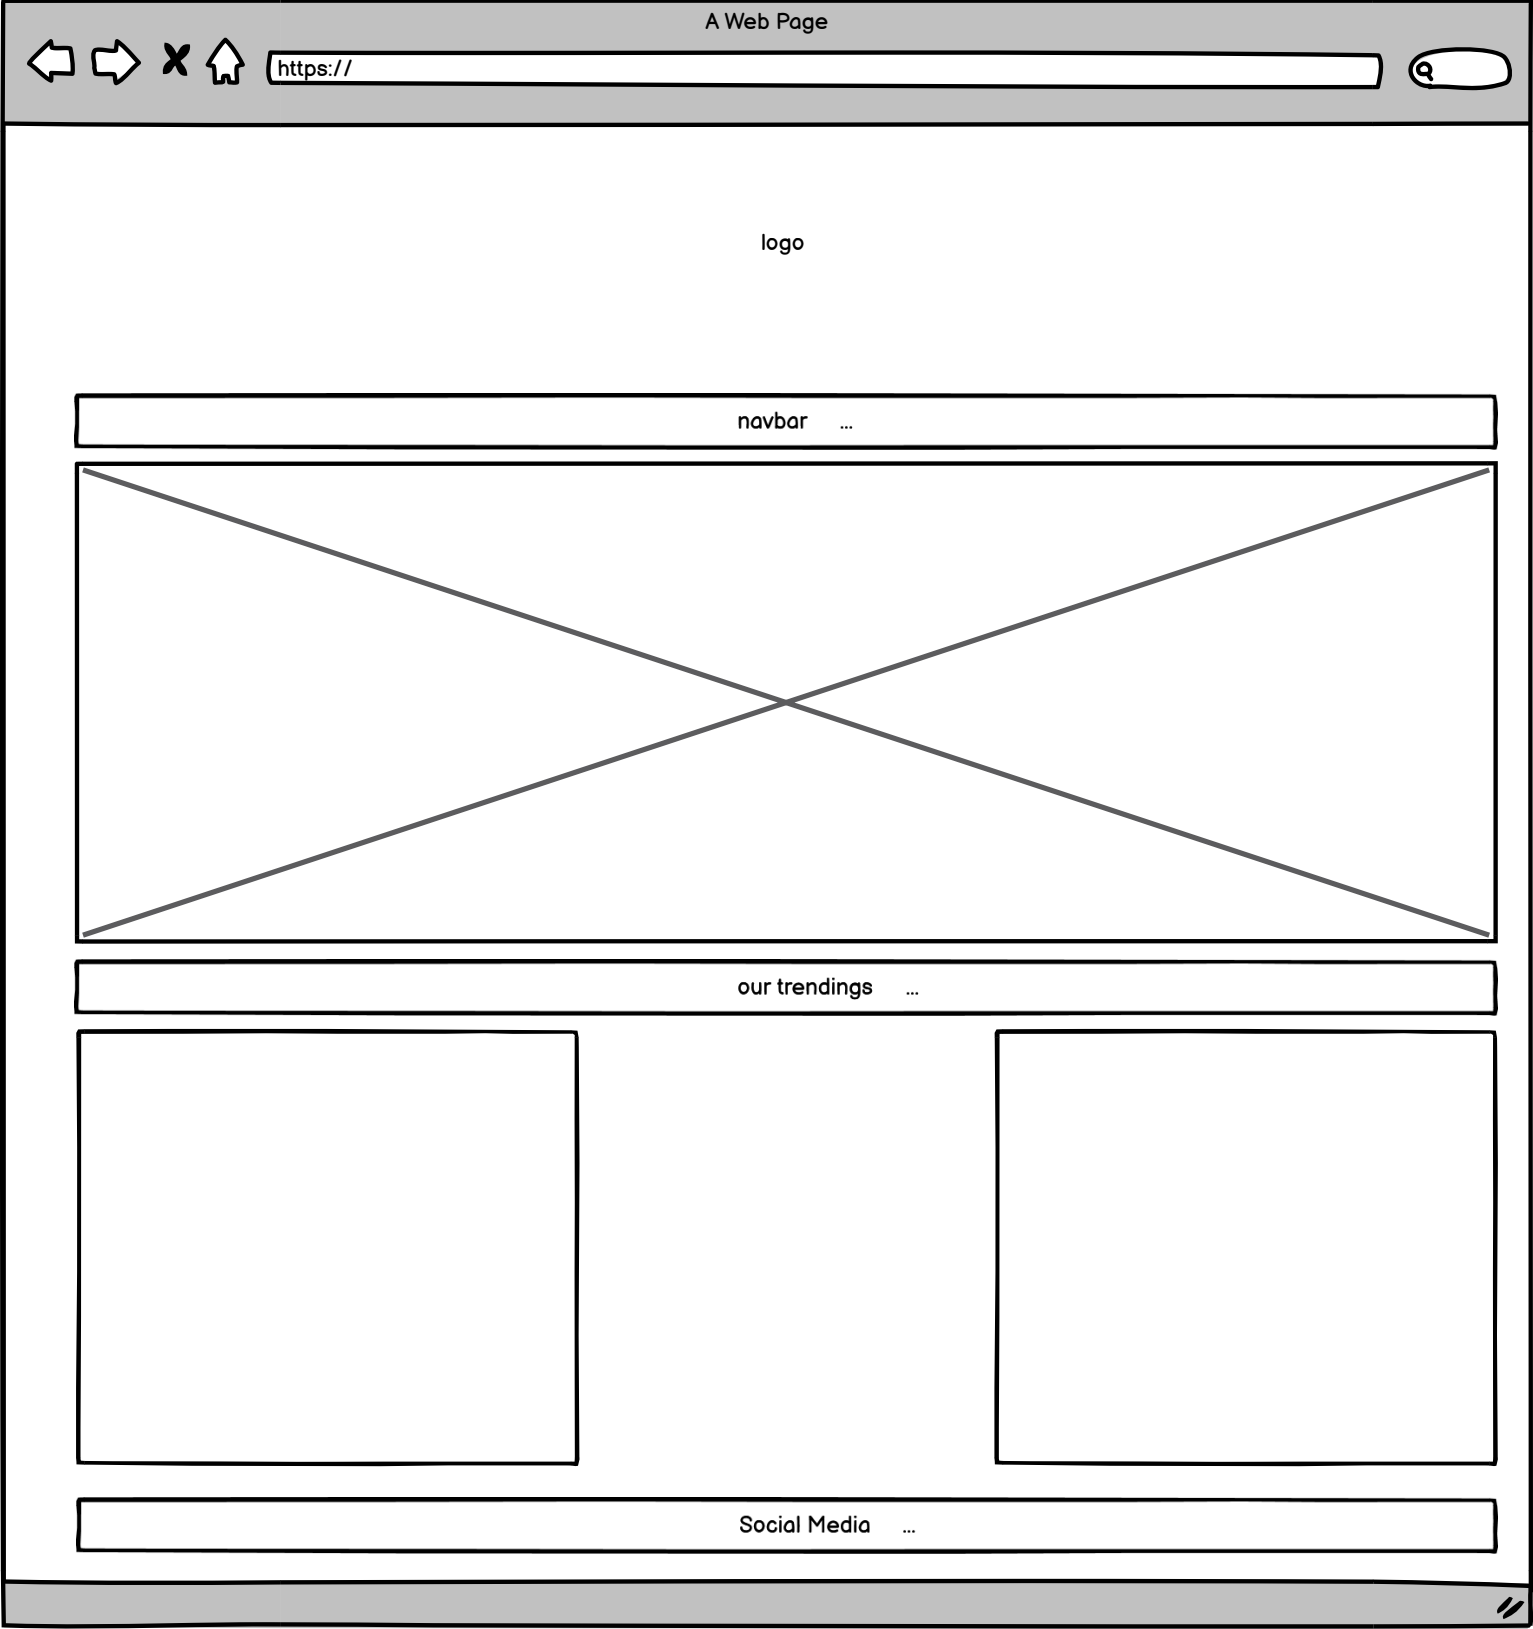 A Web Page
https://
logo
navbar ...
our trendings ...
Social Media ...